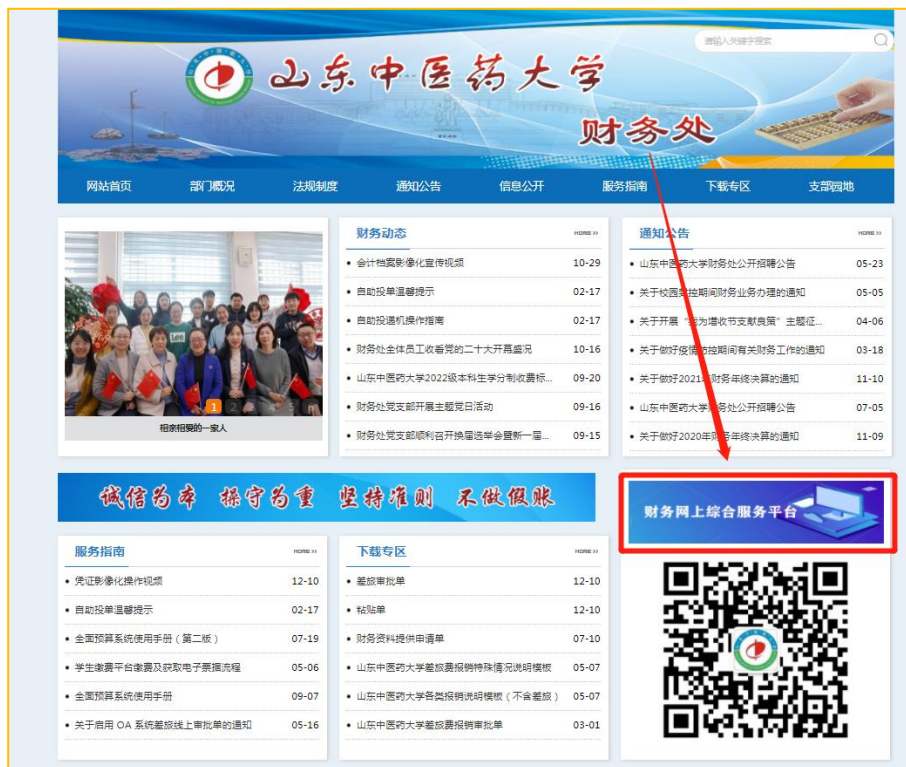 请输入关键字搜索
山东中医药大学
财务处
网站首页
部门概况
法规制度
通知公告
信息公开
服务指南
下载专区
支部园地
相亲相爱的一家人
1 2 3 4 5 6
财务动态
MORE >>
会计档案影像化宣传视频 10-29
自助投单温馨提示 02-17
自助投递机操作指南 02-17
财务处全体员工收看党的二十大开幕盛况 10-16
山东中医药大学2022级本科生学分制收费标... 09-20
财务处党支部开展主题党日活动 09-16
财务处党支部顺利召开换届选举会暨新一届... 09-15
通知公告
MORE >>
山东中医药大学财务处公开招聘公告 05-23
关于校园封控期间财务业务办理的通知 05-05
关于开展“我为增收节支献良策”主题征... 04-06
关于做好疫情防控期间有关财务工作的通知 03-18
关于做好2021年财务年终决算的通知 11-10
山东中医药大学财务处公开招聘公告 07-05
关于做好2020年财务年终决算的通知 11-09
诚信为本 操守为重 坚持准则 不做假账
财务网上综合服务平台
服务指南
MORE >>
凭证影像化操作视频 12-10
自助投单温馨提示 02-17
全面预算系统使用手册（第二版） 07-19
学生缴费平台缴费及获取电子票据流程 05-06
全面预算系统使用手册 09-07
关于启用 OA 系统差旅线上审批单的通知 05-16
下载专区
MORE >>
差旅审批单 12-10
粘贴单 12-10
财务资料提供申请单 07-10
山东中医药大学差旅费报销特殊情况说明模板 05-07
山东中医药大学各类报销说明模板（不含差旅） 05-07
山东中医药大学差旅费报销审批单 03-01